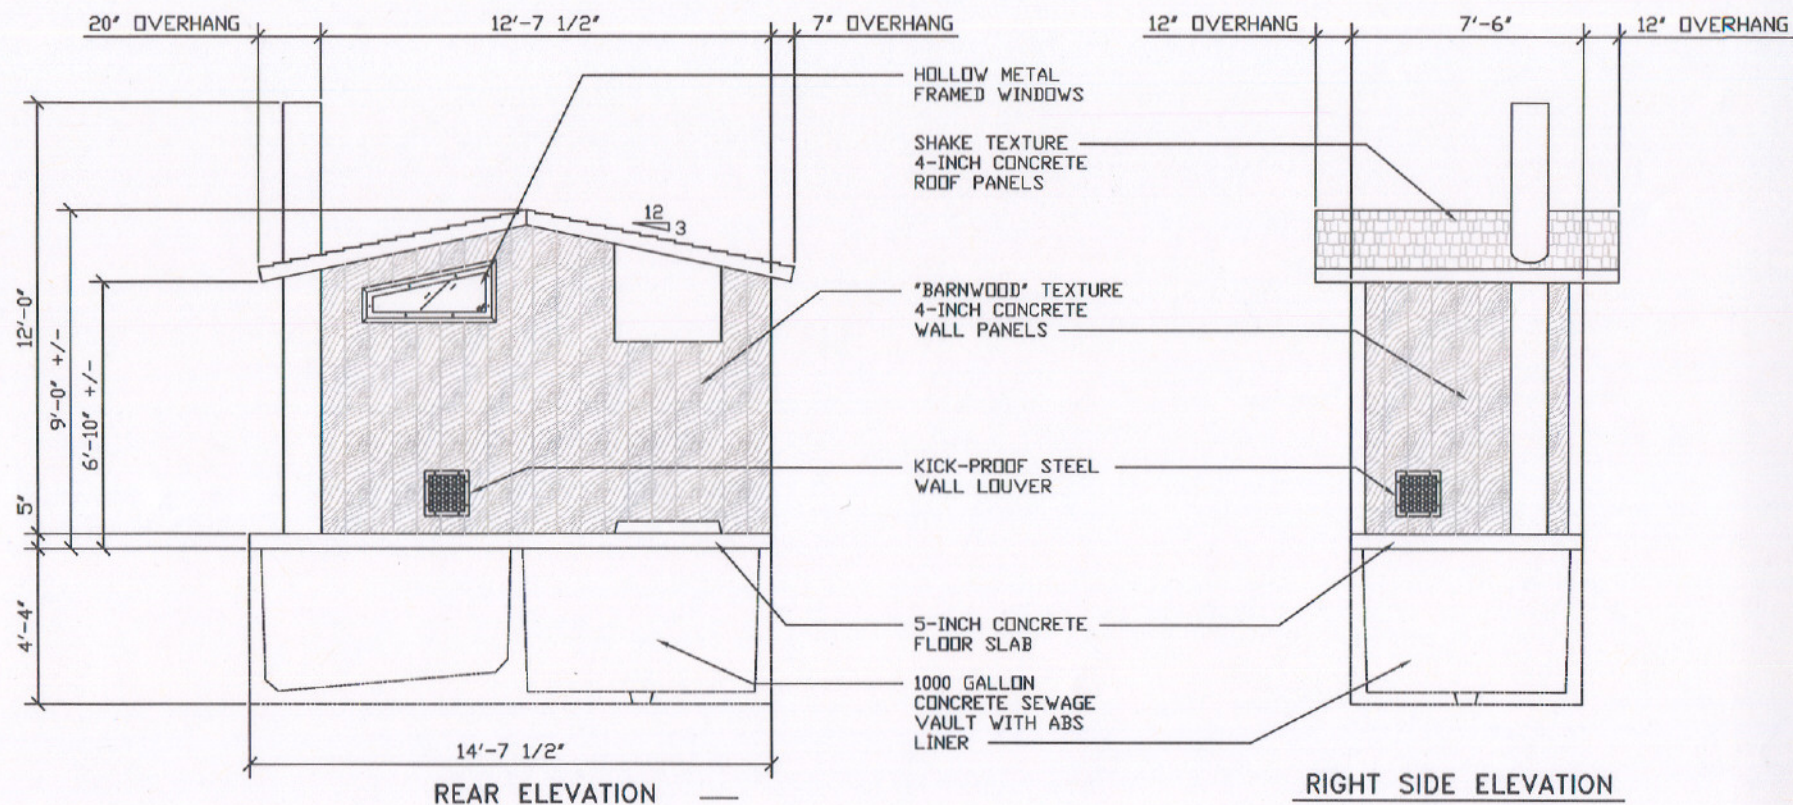 20" OVERHANG
12'-7 1/2"
7" OVERHANG
12" OVERHANG
7'-6"
12" OVERHANG
HOLLOW METAL
FRAMED WINDOWS
SHAKE TEXTURE
4-INCH CONCRETE
ROOF PANELS
12
3
"BARNWOOD" TEXTURE
4-INCH CONCRETE
WALL PANELS
12'-0"
9'-0" +/-
6'-10" +/-
5"
4'-4"
KICK-PROOF STEEL
WALL LOUVER
5-INCH CONCRETE
FLOOR SLAB
1000 GALLON
CONCRETE SEWAGE
VAULT WITH ABS
LINER
14'-7 1/2"
REAR ELEVATION
RIGHT SIDE ELEVATION